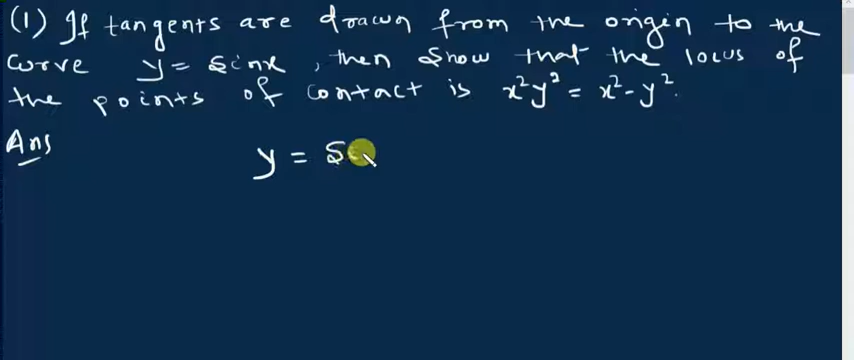 (1) If tangents are drawn from the origin to the
curve y = sinx, then show that the locus of
the points of contact is x²y² = x² - y².
Ans
y = s